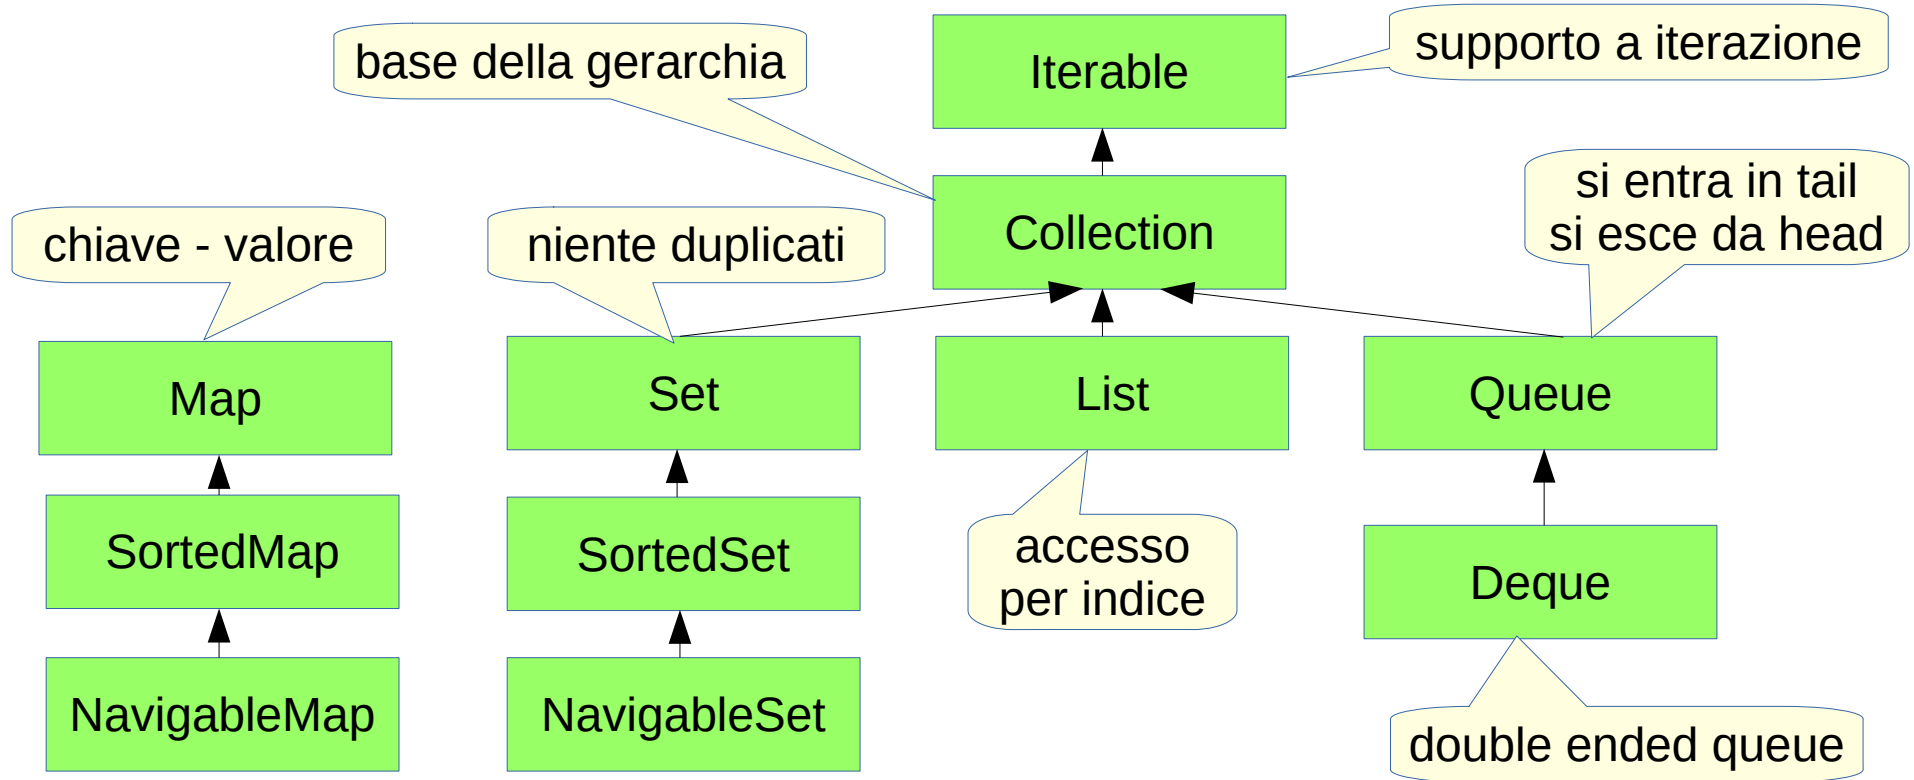 base della gerarchia
Iterable
supporto a iterazione
chiave - valore
niente duplicati
Collection
si entra in tail
si esce da head
Map
Set
List
Queue
SortedMap
SortedSet
accesso
per indice
Deque
NavigableMap
NavigableSet
double ended queue